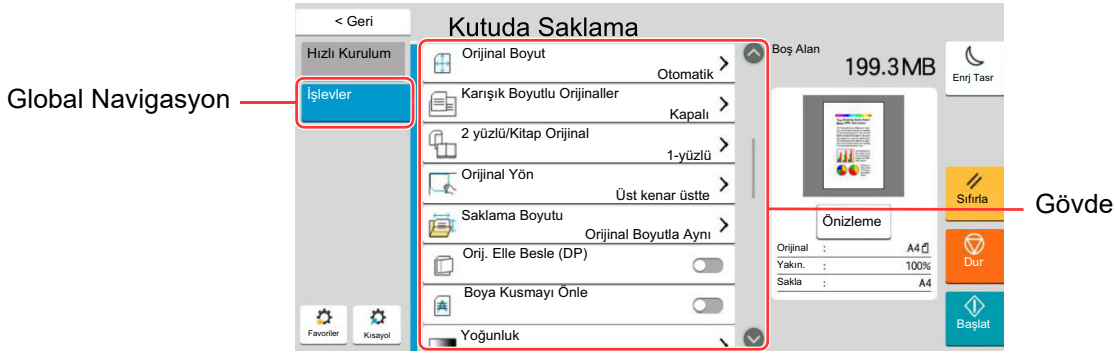 < Geri
Kutuda Saklama
Hızlı Kurulum
İşlevler
Global Navigasyon
Orijinal Boyut
Otomatik
Karışık Boyutlu Orijinaller
Kapalı
2 yüzlü/Kitap Orijinal
1-yüzlü
Orijinal Yön
Üst kenar üstte
Saklama Boyutu
Orijinal Boyutla Aynı
Orij. Elle Besle (DP)
Boya Kusmayı Önle
Yoğunluk
Gövde
Boş Alan
199.3MB
Önizleme
Orijinal : A4
Yakın. : 100%
Sakla : A4
Enrj Tasr
Sıfırla
Dur
Başlat
Favoriler
Kısayol